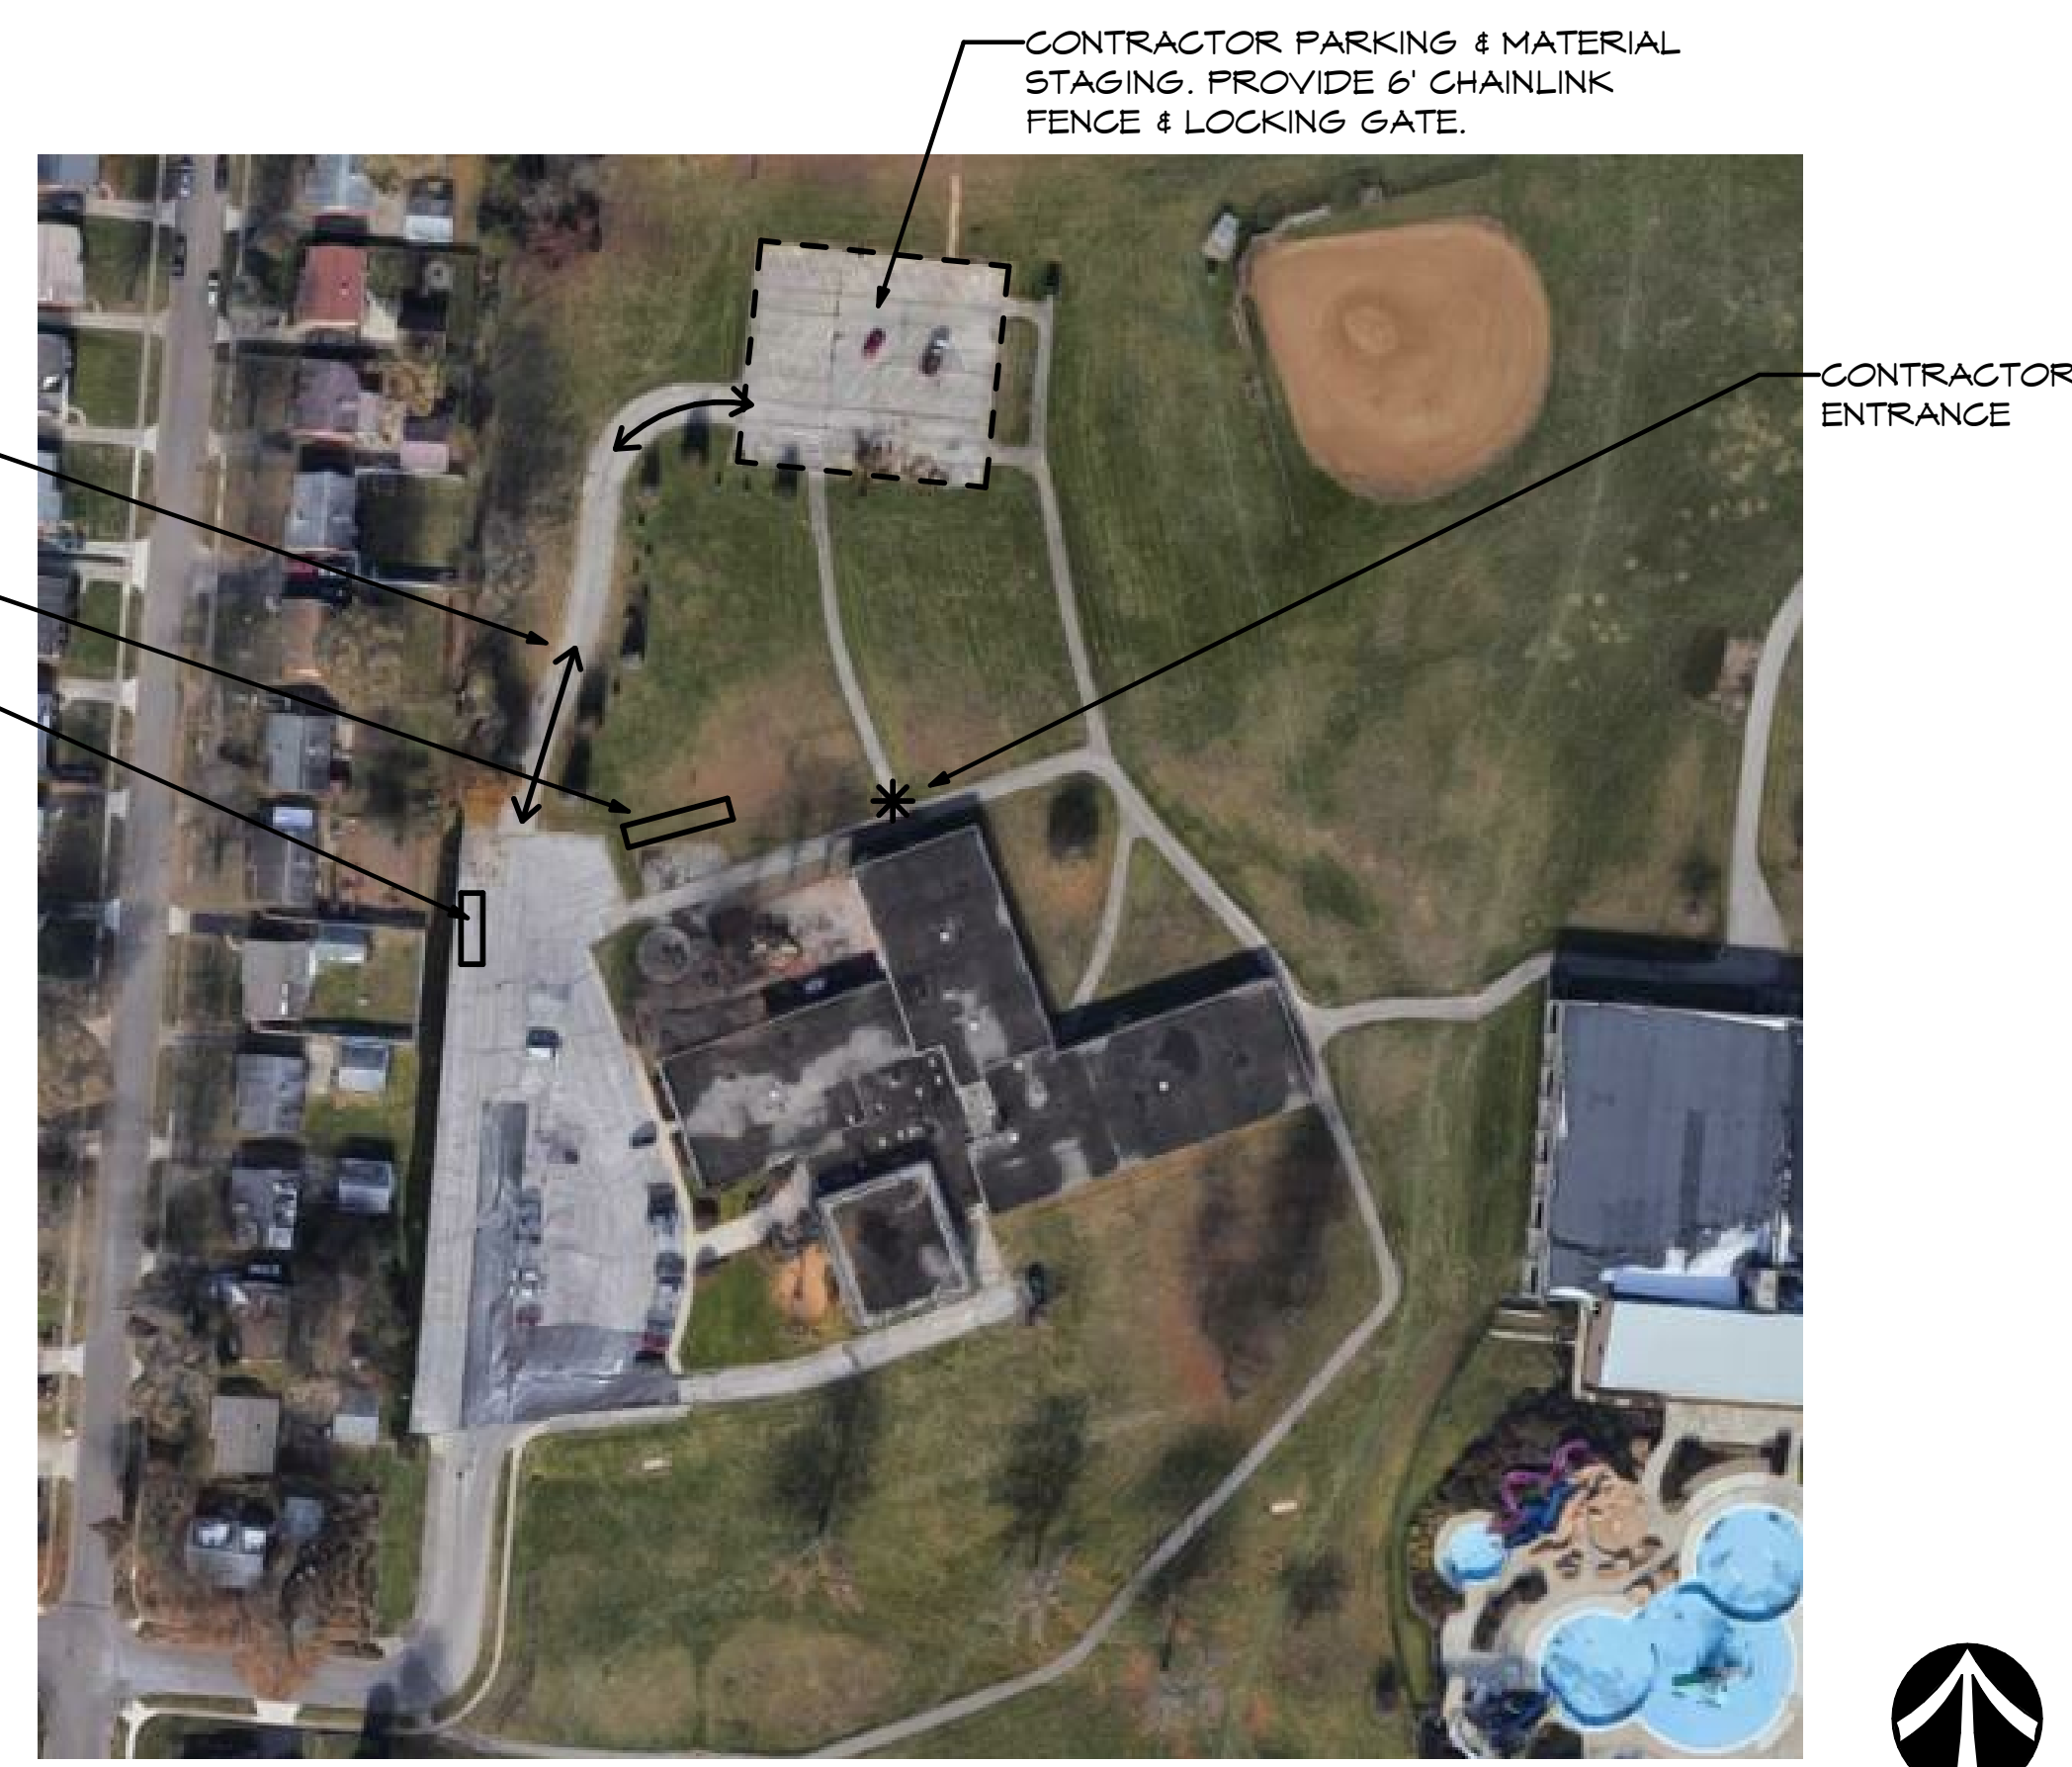 CONTRACTOR PARKING & MATERIAL
STAGING. PROVIDE 6' CHAINLINK
FENCE & LOCKING GATE.
CONTRACTOR
ENTRANCE